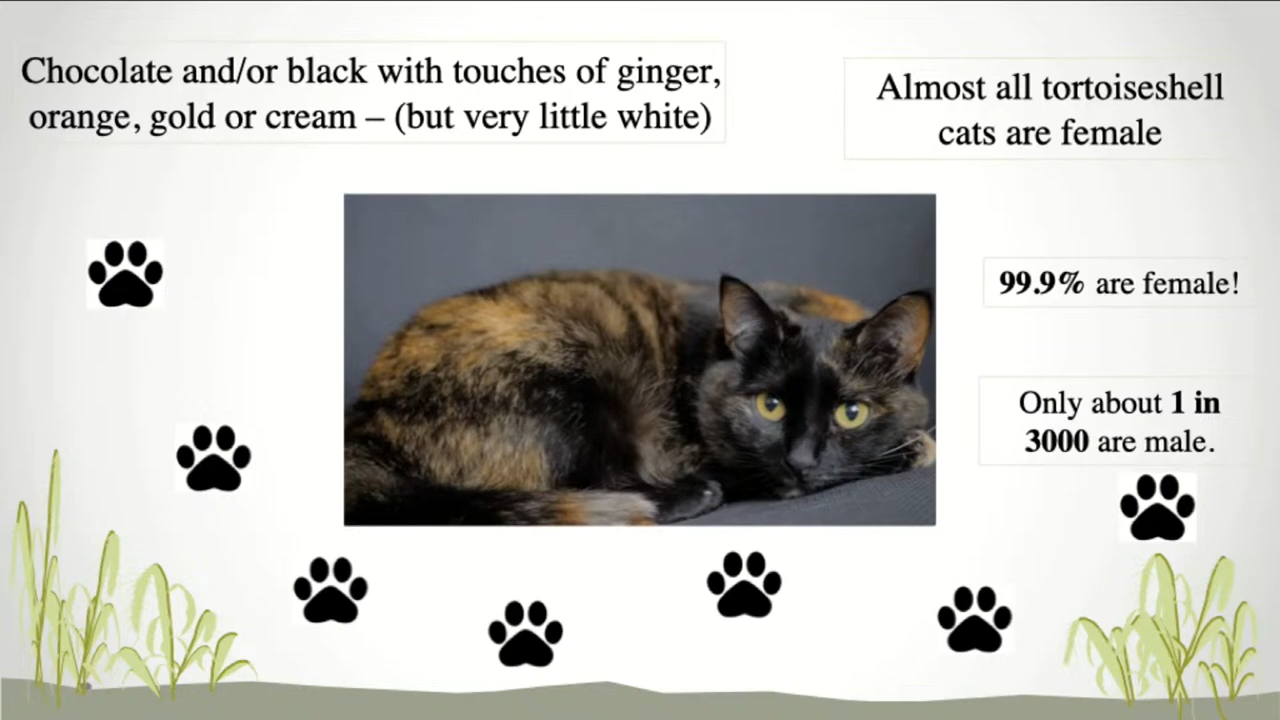 Chocolate and/or black with touches of ginger,
orange, gold or cream – (but very little white)
Almost all tortoiseshell
cats are female
99.9% are female!
Only about 1 in
3000 are male.